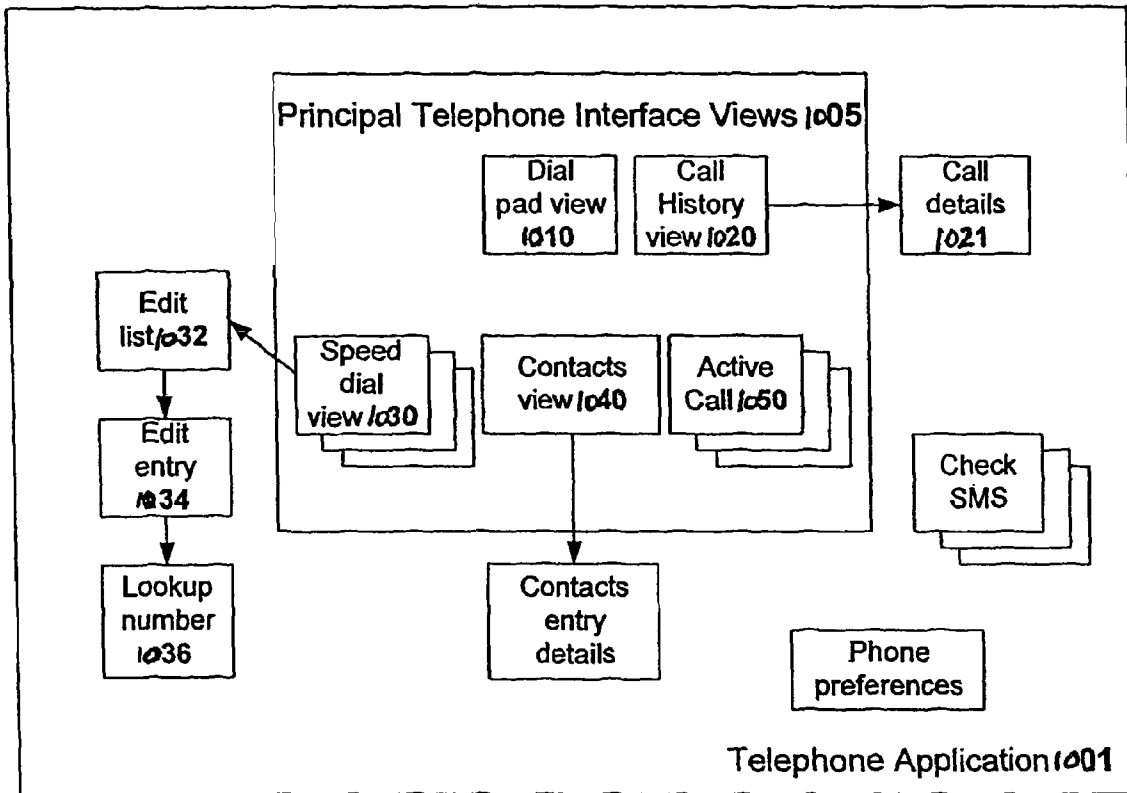 Principal Telephone Interface Views 1005
Dial
pad view
1010
Call
History
view 1020
Call
details
1021
Edit
list 1032
Speed
dial
view 1030
Contacts
view 1040
Active
Call 1050
Edit
entry
1034
Check
SMS
Lookup
number
1036
Contacts
entry
details
Phone
preferences
Telephone Application 1001